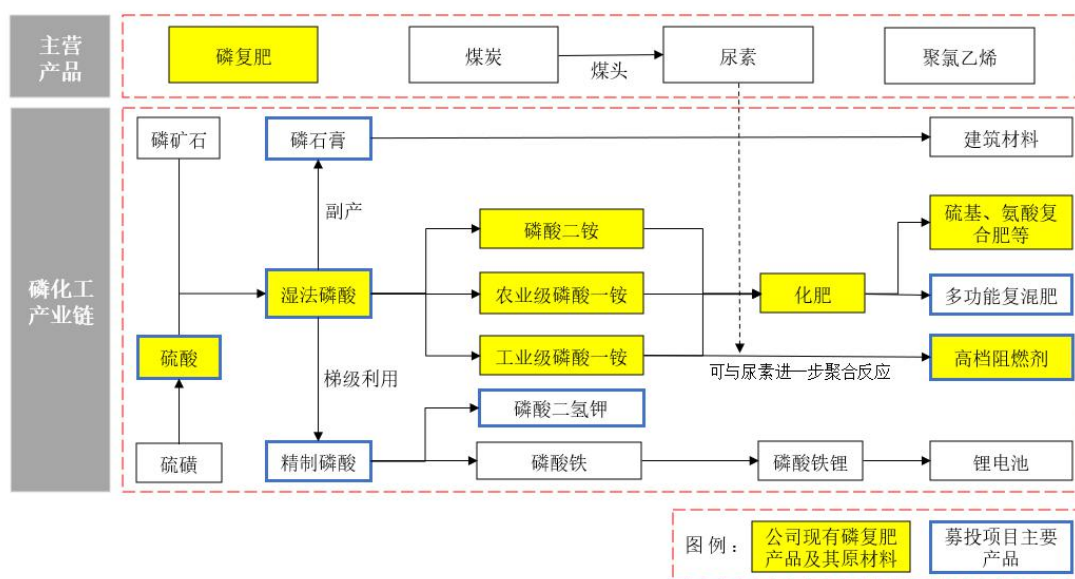 主营
产品
磷复肥
煤炭
煤头
尿素
聚氯乙烯
磷化工
产业链
磷矿石
磷石膏
建筑材料
副产
磷酸二铵
硫基、氨酸复
合肥等
湿法磷酸
农业级磷酸一铵
化肥
多功能复混肥
硫酸
工业级磷酸一铵
高档阻燃剂
可与尿素进一步聚合反应
梯级利用
磷酸二氢钾
硫磺
精制磷酸
磷酸铁
磷酸铁锂
锂电池
图例：
公司现有磷复肥
产品及其原材料
募投项目主要
产品